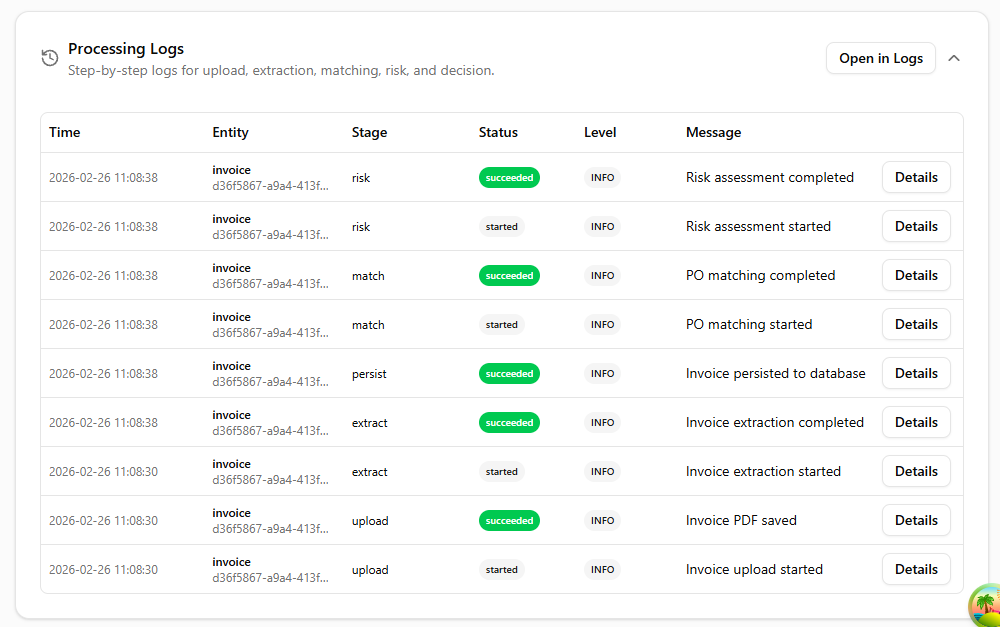 Processing Logs
Step-by-step logs for upload, extraction, matching, risk, and decision.
Open in Logs
Time Entity Stage Status Level Message
2026-02-26 11:08:38 invoice d36f5867-a9a4-413f... risk succeeded INFO Risk assessment completed Details
2026-02-26 11:08:38 invoice d36f5867-a9a4-413f... risk started INFO Risk assessment started Details
2026-02-26 11:08:38 invoice d36f5867-a9a4-413f... match succeeded INFO PO matching completed Details
2026-02-26 11:08:38 invoice d36f5867-a9a4-413f... match started INFO PO matching started Details
2026-02-26 11:08:38 invoice d36f5867-a9a4-413f... persist succeeded INFO Invoice persisted to database Details
2026-02-26 11:08:38 invoice d36f5867-a9a4-413f... extract succeeded INFO Invoice extraction completed Details
2026-02-26 11:08:30 invoice d36f5867-a9a4-413f... extract started INFO Invoice extraction started Details
2026-02-26 11:08:30 invoice d36f5867-a9a4-413f... upload succeeded INFO Invoice PDF saved Details
2026-02-26 11:08:30 invoice d36f5867-a9a4-413f... upload started INFO Invoice upload started Details